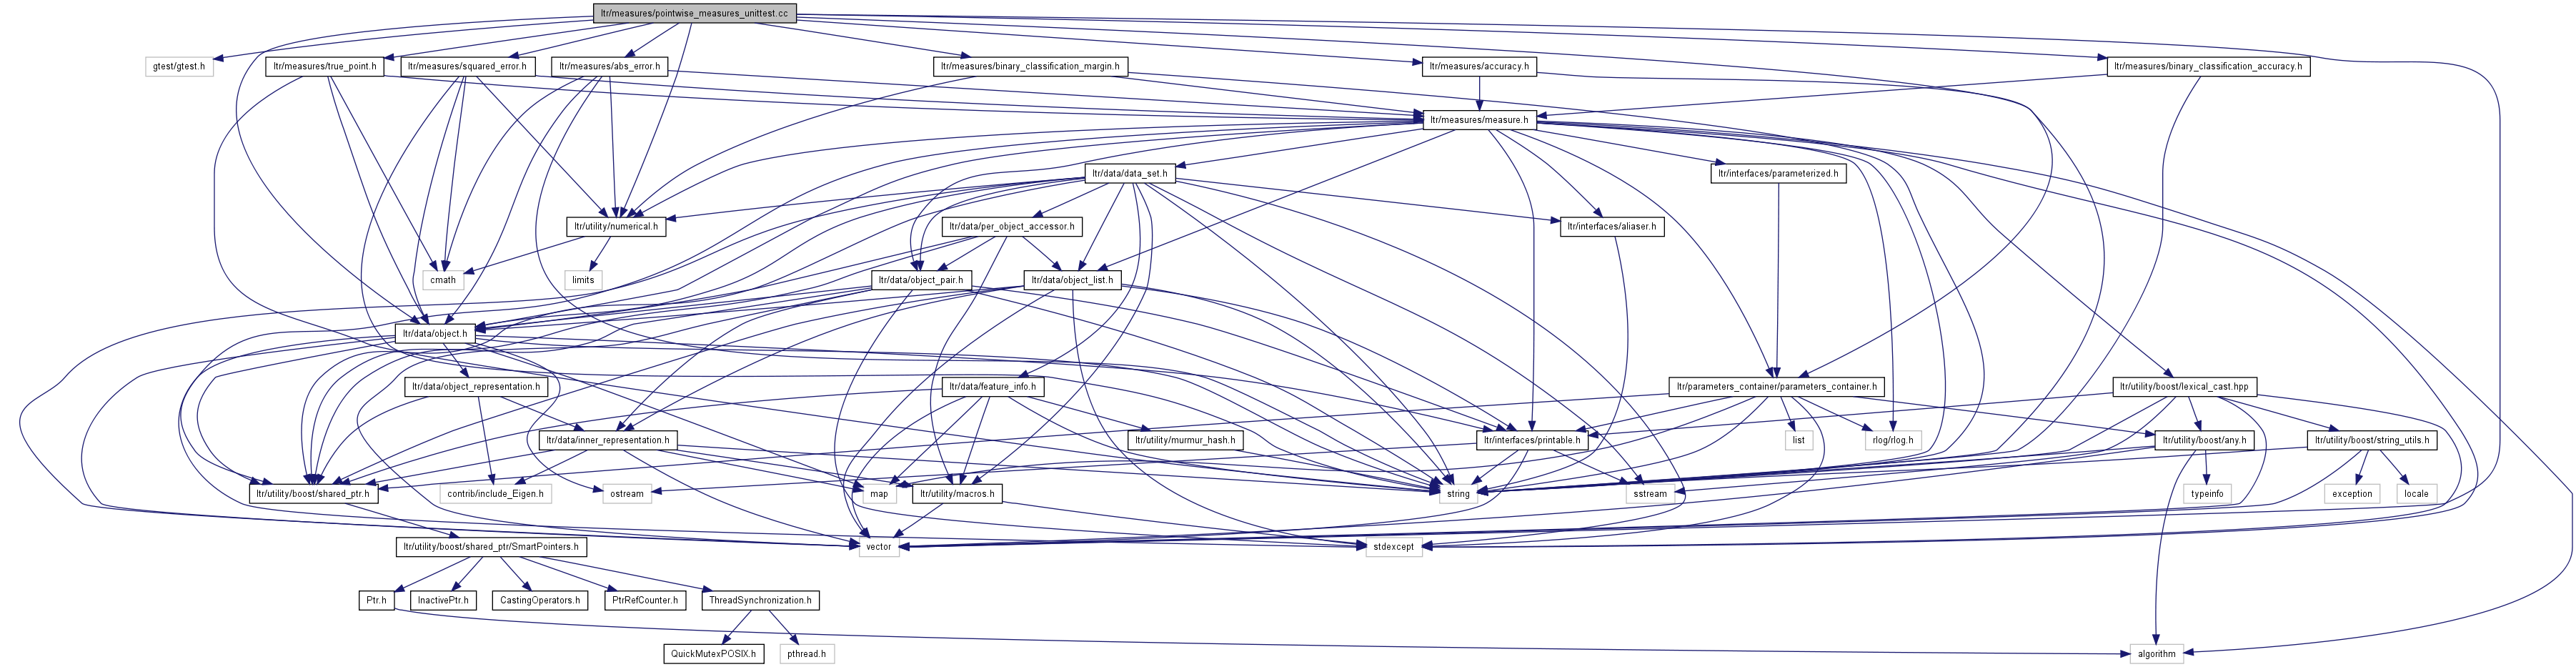 ltr/measures/pointwise_measures_unittest.cc
gtest/gtest.h
ltr/measures/true_point.h
ltr/measures/squared_error.h
ltr/measures/abs_error.h
ltr/measures/binary_classification_margin.h
ltr/measures/accuracy.h
ltr/measures/binary_classification_accuracy.h
ltr/measures/measure.h
ltr/data/data_set.h
ltr/interfaces/parameterized.h
ltr/utility/numerical.h
ltr/data/per_object_accessor.h
ltr/interfaces/aliaser.h
cmath
limits
ltr/data/object_pair.h
ltr/data/object_list.h
ltr/data/object.h
ltr/data/object_representation.h
ltr/data/feature_info.h
ltr/parameters_container/parameters_container.h
ltr/utility/boost/lexical_cast.hpp
ltr/data/inner_representation.h
ltr/utility/murmur_hash.h
ltr/interfaces/printable.h
list
rlog/rlog.h
ltr/utility/boost/any.h
ltr/utility/boost/string_utils.h
ltr/utility/boost/shared_ptr.h
contrib/include_Eigen.h
ostream
map
ltr/utility/macros.h
string
sstream
typeinfo
exception
locale
ltr/utility/boost/shared_ptr/SmartPointers.h
vector
stdexcept
Ptr.h
InactivePtr.h
CastingOperators.h
PtrRefCounter.h
ThreadSynchronization.h
QuickMutexPOSIX.h
pthread.h
algorithm